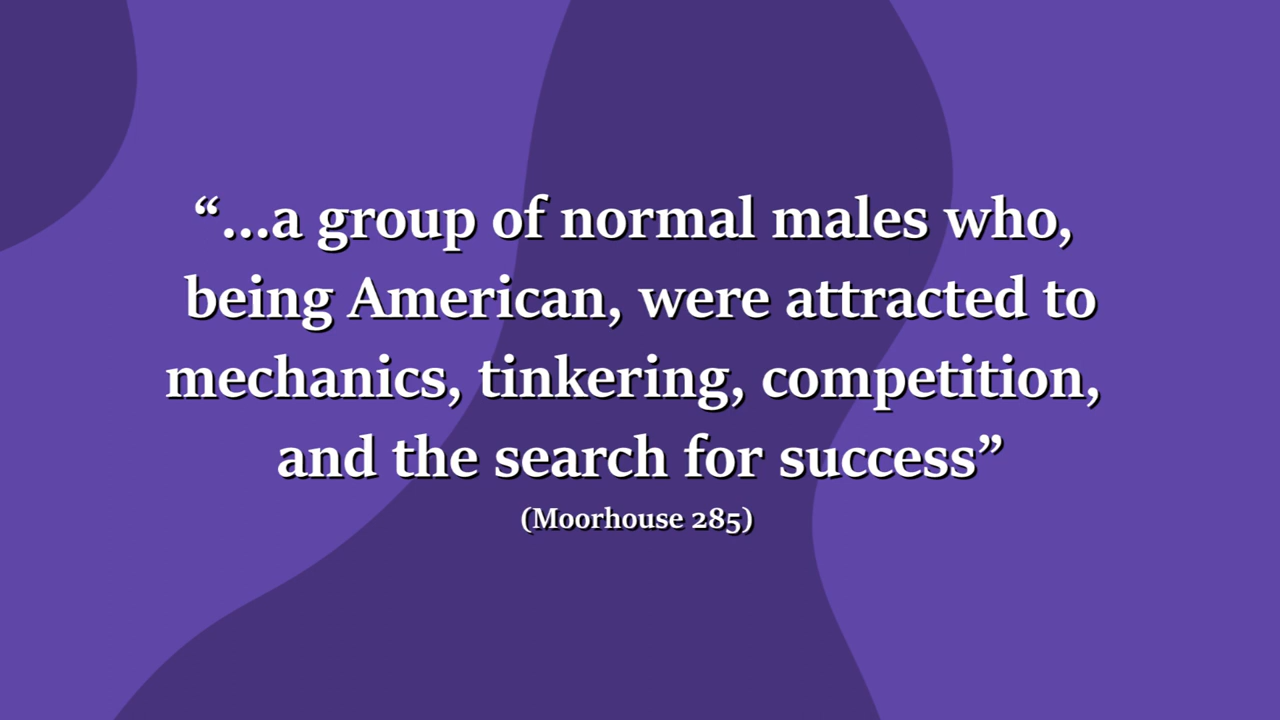 “...a group of normal males who,
being American, were attracted to
mechanics, tinkering, competition,
and the search for success”
(Moorhouse 285)